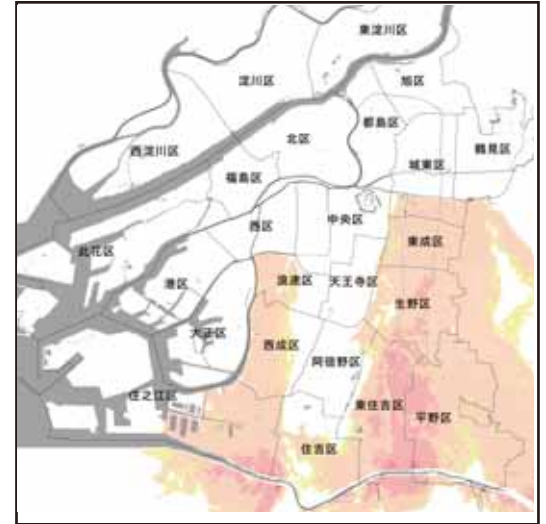 東淀川区
淀川区
旭区
都島区
北区
西淀川区
鶴見区
城東区
福島区
中央区
西区
東成区
此花区
浪速区
天王寺区
港区
生野区
大正区
西成区
阿倍野区
住之江区
東住吉区
平野区
住吉区